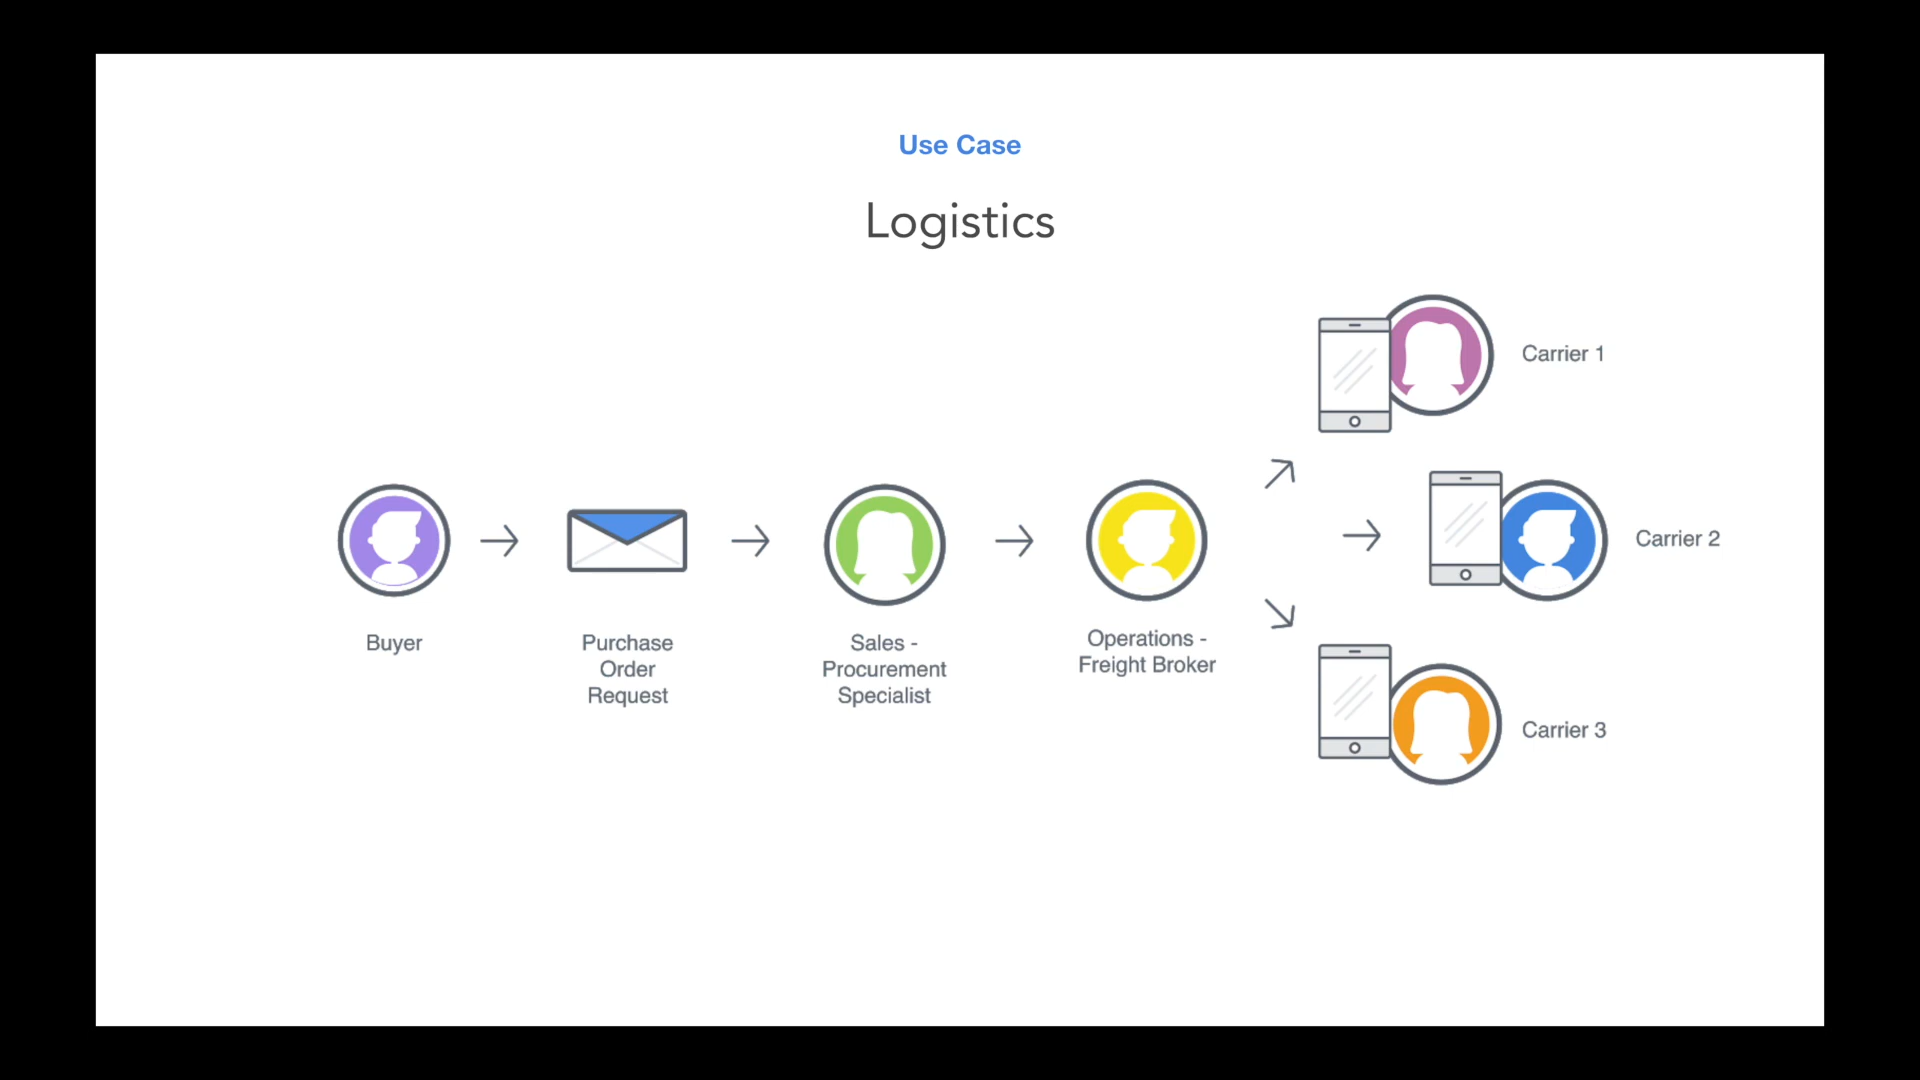 Use Case
Logistics
Carrier 1
Carrier 2
Buyer
Purchase
Order
Request
Sales -
Procurement
Specialist
Operations -
Freight Broker
Carrier 3